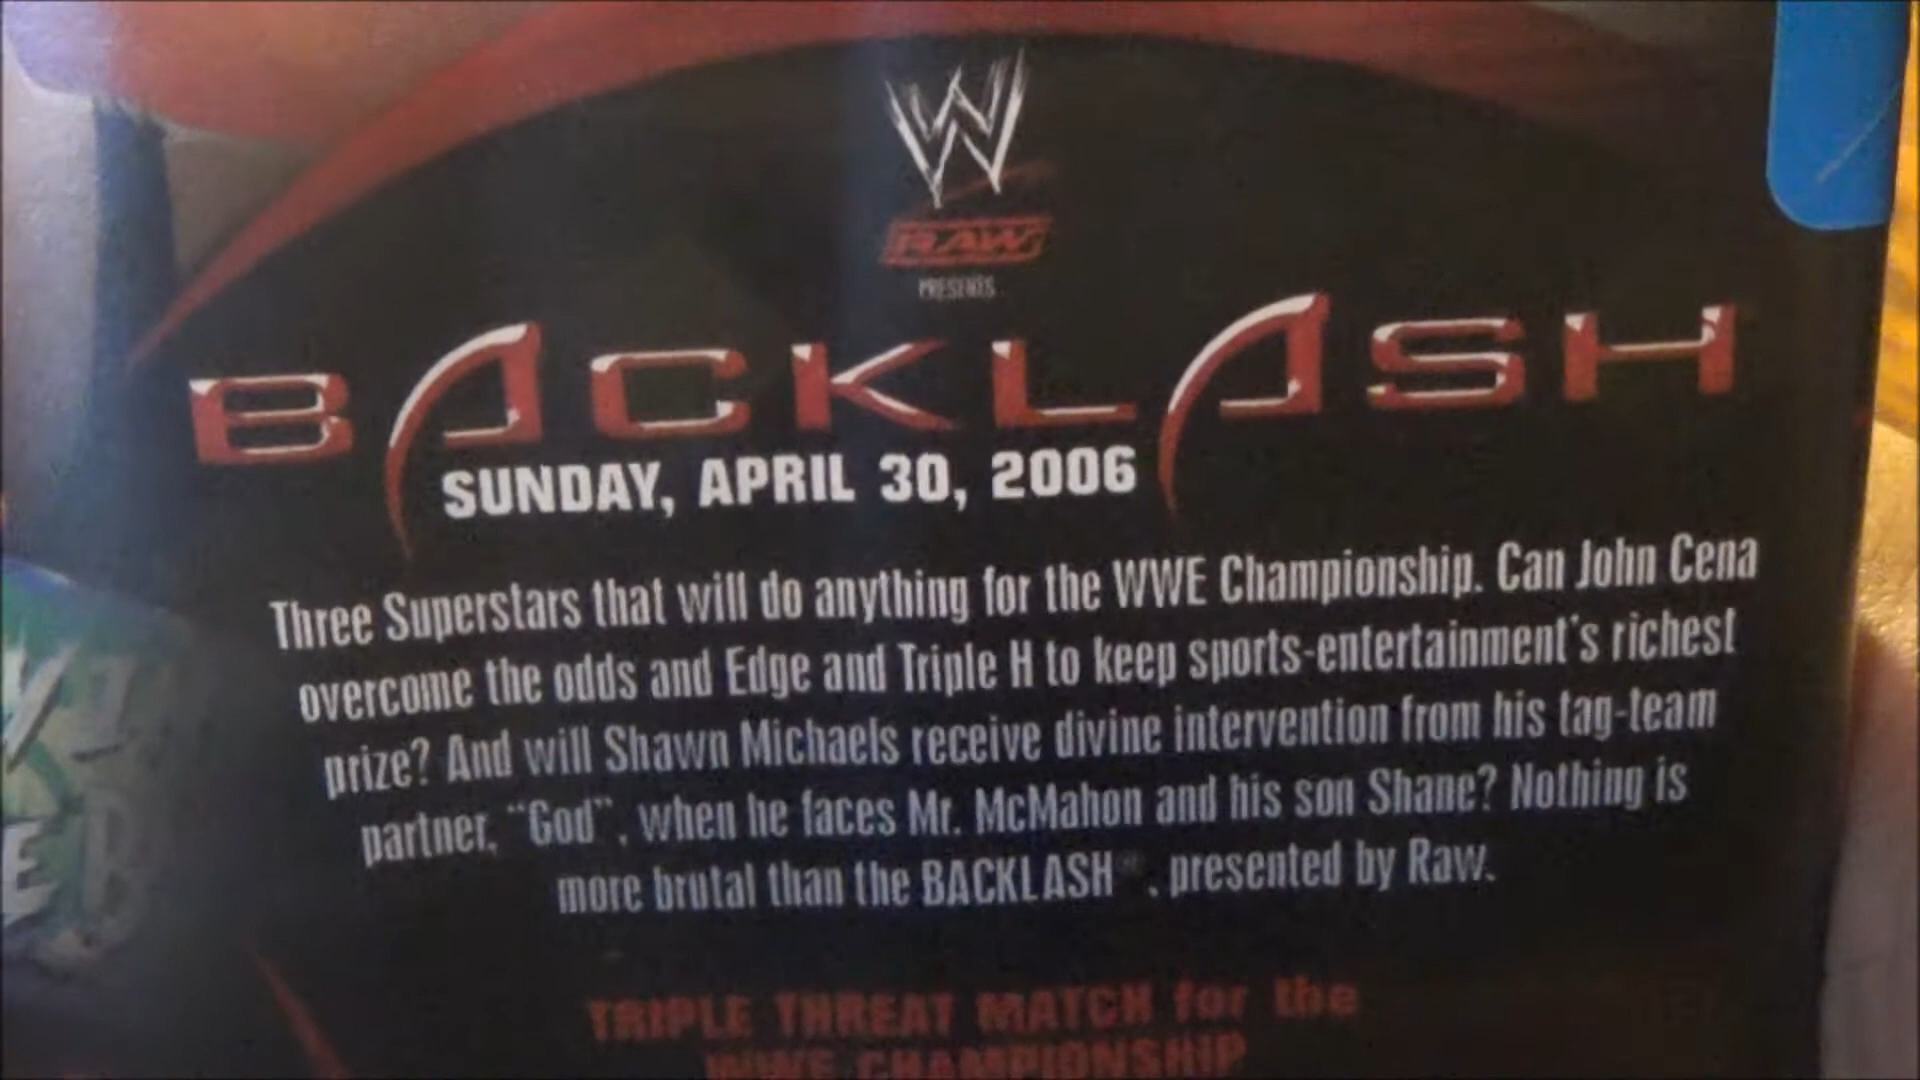 W
RAW
PRESENTS
BACKLASH
SUNDAY, APRIL 30, 2006
Three Superstars that will do anything for the WWE Championship. Can John Cena
overcome the odds and Edge and Triple H to keep sports-entertainment's richest
prize? And will Shawn Michaels receive divine intervention from his tag-team
partner, "God", when he faces Mr. McMahon and his son Shane? Nothing is
more brutal than the BACKLASH , presented by Raw.
TRIPLE THREAT MATCH for the
WWE CHAMPIONSHIP